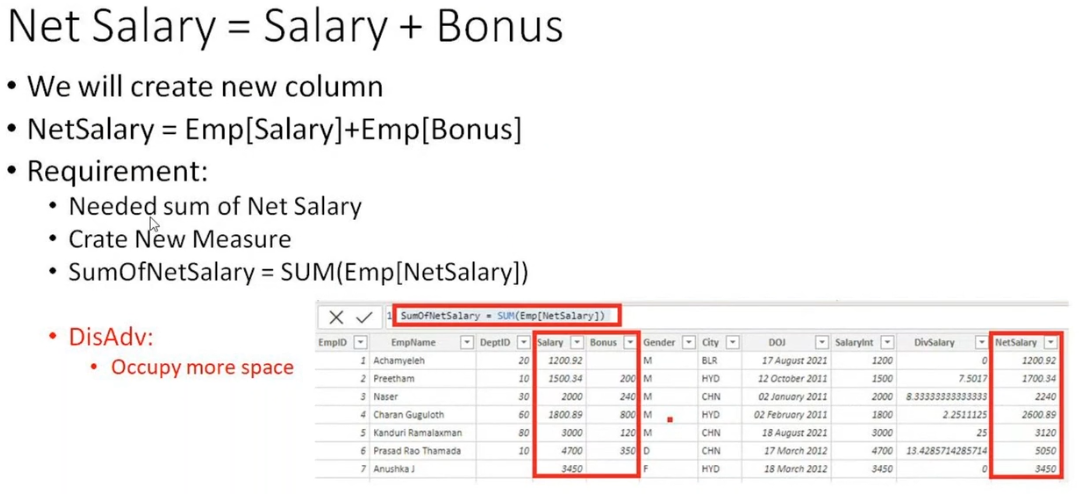 Net Salary = Salary + Bonus
• We will create new column
• NetSalary = Emp[Salary]+Emp[Bonus]
• Requirement:
• Needed sum of Net Salary
• Crate New Measure
• SumOfNetSalary = SUM(Emp[NetSalary])
• DisAdv:
• Occupy more space
1 SumOfNetSalary = SUM(Emp[NetSalary])
EmpID EmpName DeptID Salary Bonus Gender City DOJ SalaryInt DivSalary NetSalary
1 Achamyeleh 20 1200.92 M BLR 17 August 2021 1200 0 1200.92
2 Preetham 10 1500.34 200 M HYD 12 October 2011 1500 7.5017 1700.34
3 Naser 30 2000 240 M CHN 02 January 2011 2000 8.33333333333333 2240
4 Charan Guguloth 60 1800.89 800 M HYD 02 February 2011 1800 2.2511125 2600.89
5 Kanduri Ramalaxman 80 3000 120 M CHN 18 August 2021 3000 25 3120
6 Prasad Rao Thamada 10 4700 350 D CHN 17 March 2012 4700 13.4285714285714 5050
7 Anushka J 3450 F HYD 18 March 2012 3450 0 3450